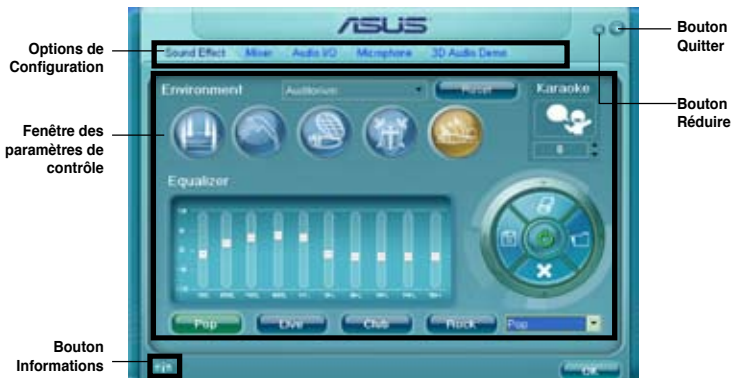 ASUS
Options de
Configuration
Sound Effect Mixer Audio I/O Microphone 3D Audio Demo
Bouton
Quitter
Environment Auditorium Reset Karaoke
Bouton
Réduire
Fenêtre des
paramètres de
contrôle
0
Equalizer
Pop Live Club Rock Pop
Bouton
Informations
OK